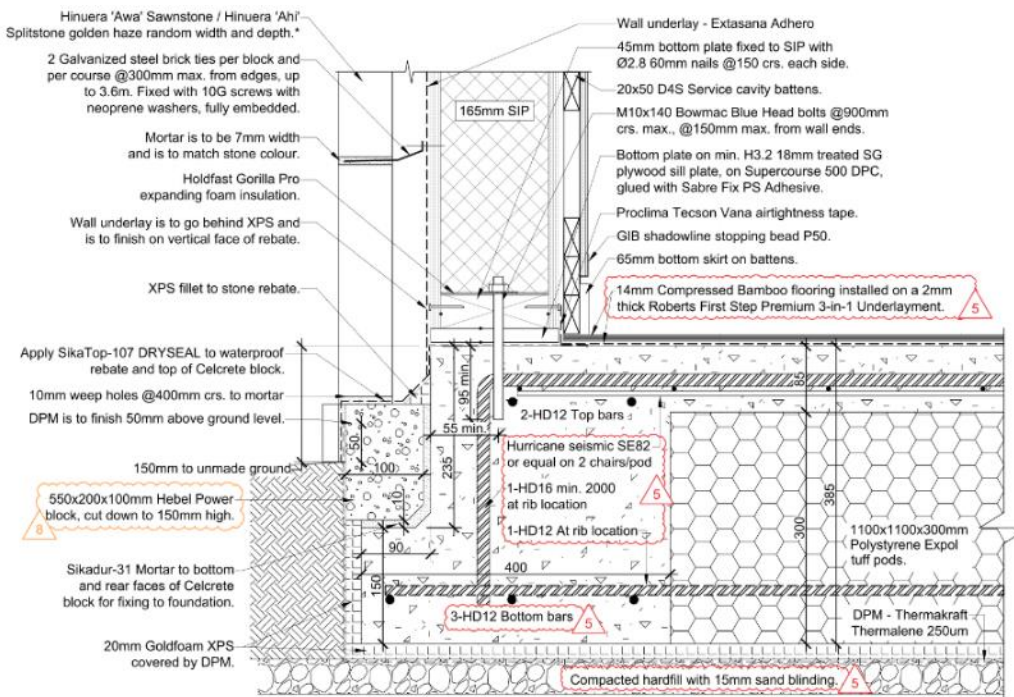 Hinuera 'Awa' Sawnstone / Hinuera 'Ahi'
Splitstone golden haze random width and depth.*
2 Galvanized steel brick ties per block and
per course @300mm max. from edges, up
to 3.6m. Fixed with 10G screws with
neoprene washers, fully embedded.
Mortar is to be 7mm width
and is to match stone colour.
Holdfast Gorilla Pro
expanding foam insulation.
Wall underlay is to go behind XPS and
is to finish on vertical face of rebate.
XPS fillet to stone rebate.
Apply SikaTop-107 DRYSEAL to waterproof
rebate and top of Celcrete block.
10mm weep holes @400mm crs. to mortar
DPM is to finish 50mm above ground level.
150mm to unmade ground
550x200x100mm Hebel Power
block, cut down to 150mm high.
8
Sikadur-31 Mortar to bottom
and rear faces of Celcrete
block for fixing to foundation.
20mm Goldfoam XPS
covered by DPM.
165mm SIP
Wall underlay - Extasana Adhero
45mm bottom plate fixed to SIP with
Ø2.8 60mm nails @150 crs. each side.
20x50 D4S Service cavity battens.
M10x140 Bowmac Blue Head bolts @900mm
crs. max., @150mm max. from wall ends.
Bottom plate on min. H3.2 18mm treated SG
plywood sill plate, on Supercourse 500 DPC,
glued with Sabre Fix PS Adhesive.
Proclima Tecson Vana airtightness tape.
GIB shadowline stopping bead P50.
65mm bottom skirt on battens.
14mm Compressed Bamboo flooring installed on a 2mm
thick Roberts First Step Premium 3-in-1 Underlayment.
5
95 min.
55 min.
235
50
100
10
90
150
400
85
300
385
2-HD12 Top bars
Hurricane seismic SE82
or equal on 2 chairs/pod
1-HD16 min. 2000
at rib location
1-HD12 At rib location
5
3-HD12 Bottom bars
5
1100x1100x300mm
Polystyrene Expol
tuff pods.
DPM - Thermakraft
Thermalene 250um
Compacted hardfill with 15mm sand blinding.
5